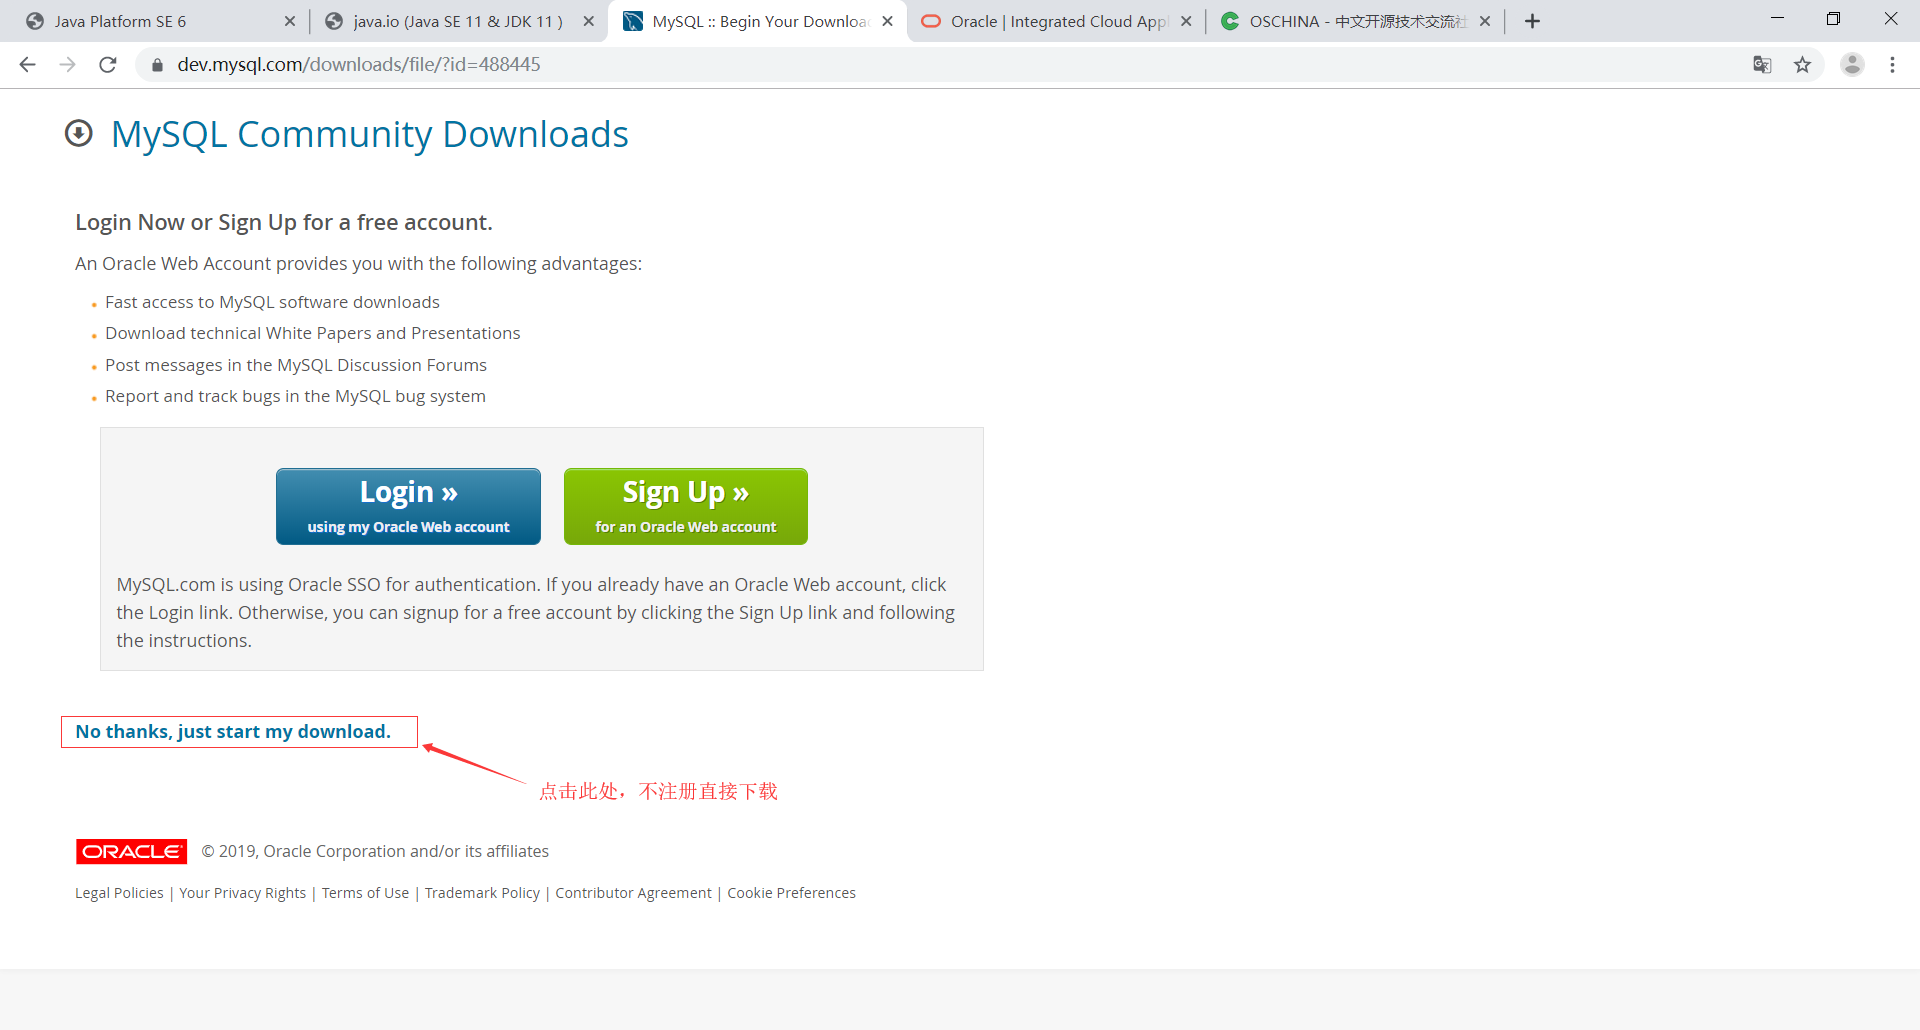 Java Platform SE 6
java.io (Java SE 11 & JDK 11 )
MySQL :: Begin Your Downloa
Oracle | Integrated Cloud Appl
OSCHINA - 中文开源技术交流社
dev.mysql.com/downloads/file/?id=488445
MySQL Community Downloads
Login Now or Sign Up for a free account.
An Oracle Web Account provides you with the following advantages:
Fast access to MySQL software downloads
Download technical White Papers and Presentations
Post messages in the MySQL Discussion Forums
Report and track bugs in the MySQL bug system
Login »
using my Oracle Web account
Sign Up »
for an Oracle Web account
MySQL.com is using Oracle SSO for authentication. If you already have an Oracle Web account, click
the Login link. Otherwise, you can signup for a free account by clicking the Sign Up link and following
the instructions.
No thanks, just start my download.
点击此处，不注册直接下载
ORACLE
© 2019, Oracle Corporation and/or its affiliates
Legal Policies | Your Privacy Rights | Terms of Use | Trademark Policy | Contributor Agreement | Cookie Preferences